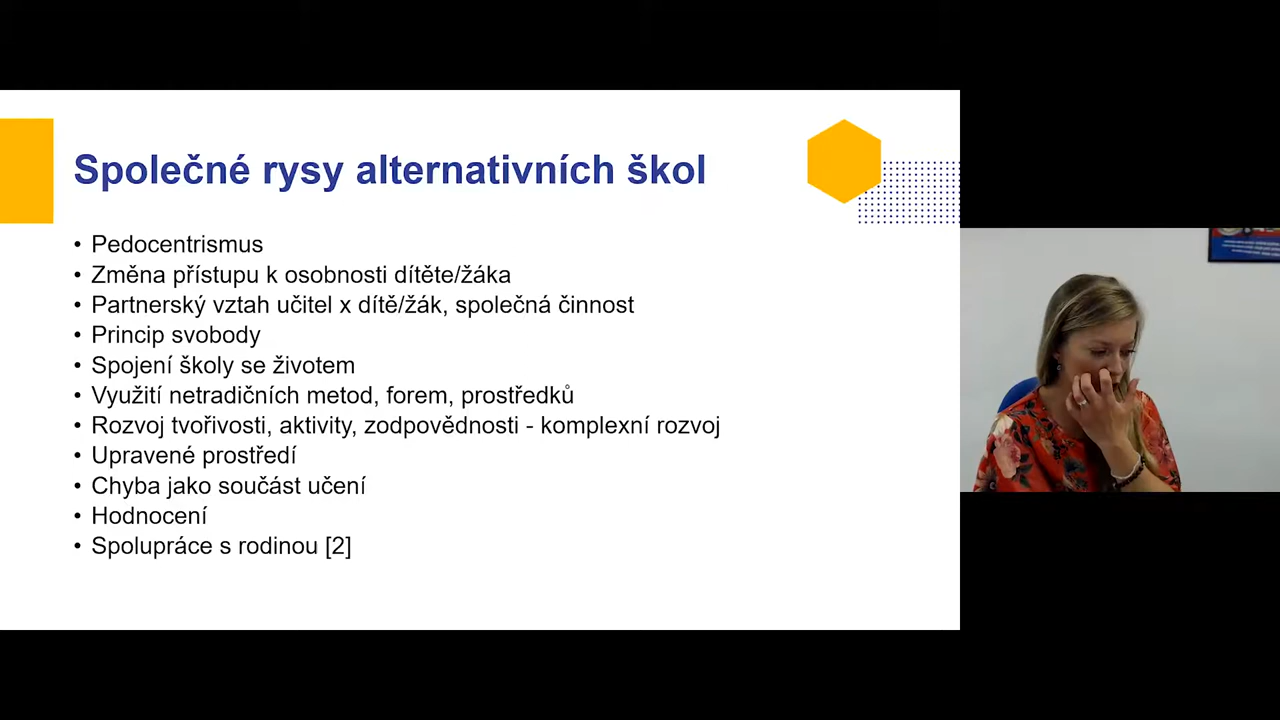 Společné rysy alternativních škol
• Pedocentrismus
• Změna přístupu k osobnosti dítěte/žáka
• Partnerský vztah učitel x dítě/žák, společná činnost
• Princip svobody
• Spojení školy se životem
• Využití netradičních metod, forem, prostředků
• Rozvoj tvořivosti, aktivity, zodpovědnosti - komplexní rozvoj
• Upravené prostředí
• Chyba jako součást učení
• Hodnocení
• Spolupráce s rodinou [2]